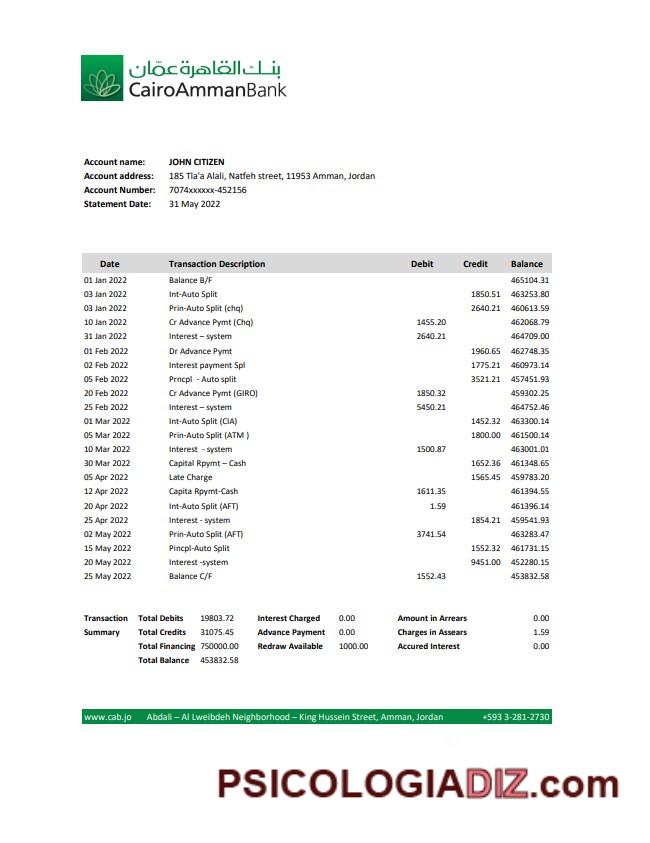 بنك القاهرة عمّان
CairoAmmanBank
Account name: JOHN CITIZEN
Account address: 185 Tla'a Alali, Natfeh street, 11953 Amman, Jordan
Account Number: 7074xxxxxx-452156
Statement Date: 31 May 2022
Date Transaction Description Debit Credit Balance
01 Jan 2022 Balance B/F 465104.31
03 Jan 2022 Int-Auto Split 1850.51 463253.80
03 Jan 2022 Prin-Auto Split (chq) 2640.21 460613.59
10 Jan 2022 Cr Advance Pymt (Chq) 1455.20 462068.79
31 Jan 2022 Interest – system 2640.21 464709.00
01 Feb 2022 Dr Advance Pymt 1960.65 462748.35
02 Feb 2022 Interest payment Spl 1775.21 460973.14
05 Feb 2022 Prncpl - Auto split 3521.21 457451.93
20 Feb 2022 Cr Advance Pymt (GIRO) 1850.32 459302.25
25 Feb 2022 Interest – system 5450.21 464752.46
01 Mar 2022 Int-Auto Split (CIA) 1452.32 463300.14
05 Mar 2022 Prin-Auto Split (ATM ) 1800.00 461500.14
10 Mar 2022 Interest - system 1500.87 463001.01
30 Mar 2022 Capital Rpymt – Cash 1652.36 461348.65
05 Apr 2022 Late Charge 1565.45 459783.20
12 Apr 2022 Capita Rpymt-Cash 1611.35 461394.55
20 Apr 2022 Int-Auto Split (AFT) 1.59 461396.14
25 Apr 2022 Interest - system 1854.21 459541.93
02 May 2022 Prin-Auto Split (AFT) 3741.54 463283.47
15 May 2022 Pincpl-Auto Split 1552.32 461731.15
20 May 2022 Interest -system 9451.00 452280.15
25 May 2022 Balance C/F 1552.43 453832.58
Transaction Total Debits 19803.72 Interest Charged 0.00 Amount in Arrears 0.00
Summary Total Credits 31075.45 Advance Payment 0.00 Charges in Assears 1.59
Total Financing 750000.00 Redraw Available 1000.00 Accured Interest 0.00
Total Balance 453832.58
www.cab.jo Abdali – Al Lweibdeh Neighborhood – King Hussein Street, Amman, Jordan +593 3-281-2730
PSICOLOGIADIZ.com